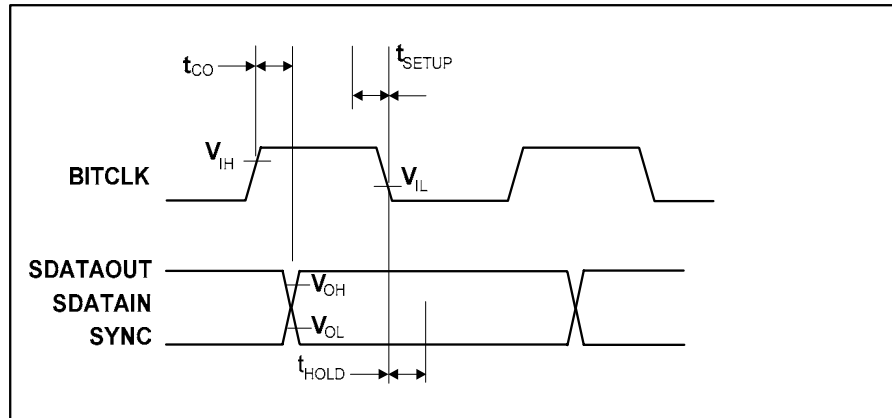 tCO
tSETUP
VIH
BITCLK
VIL
SDATAOUT
VOH
SDATAIN
SYNC
VOL
tHOLD